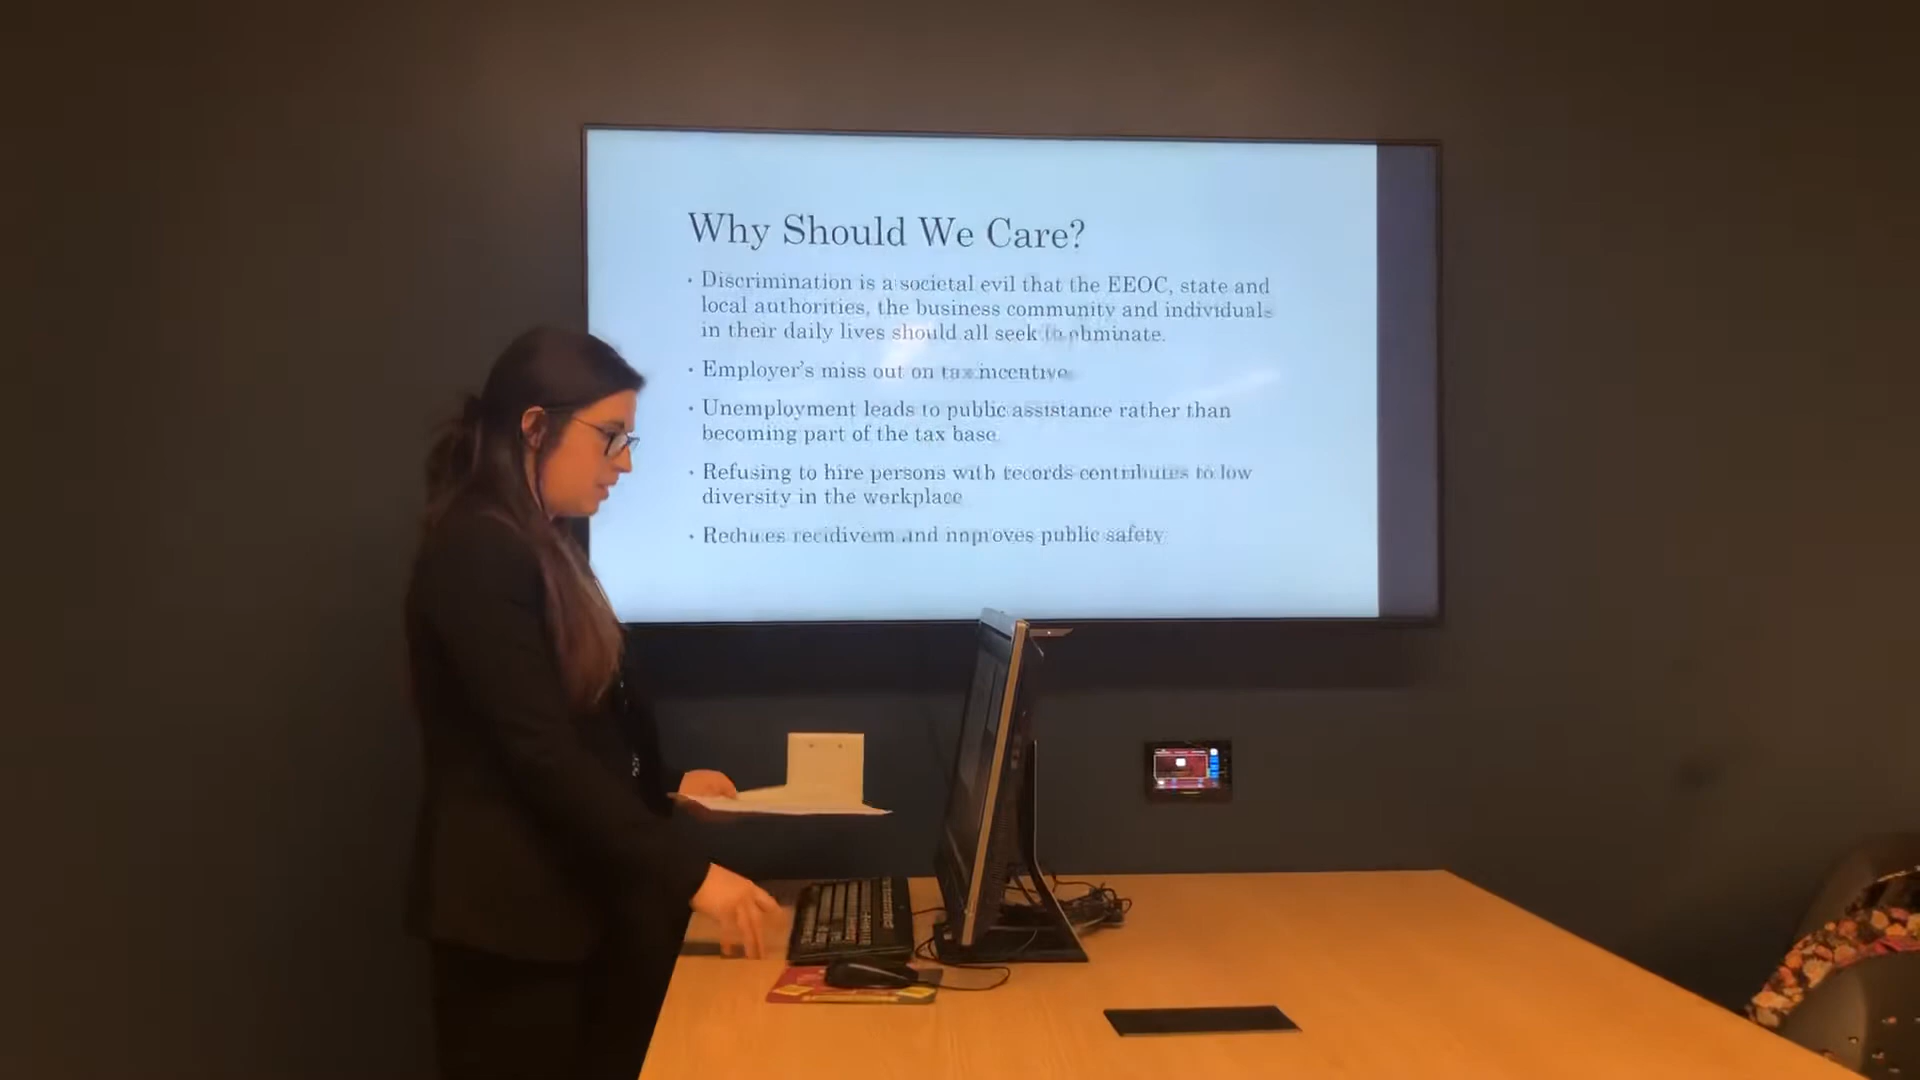 Why Should We Care?
• Discrimination is a societal evil that the EEOC, state and
local authorities, the business community and individuals
in their daily lives should all seek to
• Employer's miss out on tax incentive
• Unemployment leads to public assistance rather than
becoming part of the tax base
• Refusing to hire persons with records contributes to low
diversity in the workplace
• Reduces and improves public safety